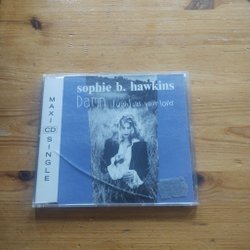 sophie b. hawkins
Damn I wish i was your lover
MAXI CD SINGLE